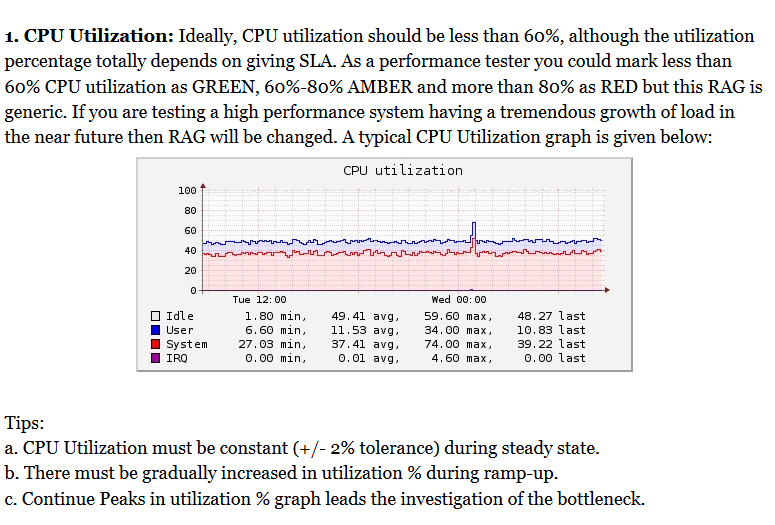 1. CPU Utilization: Ideally, CPU utilization should be less than 60%, although the utilization
percentage totally depends on giving SLA. As a performance tester you could mark less than
60% CPU utilization as GREEN, 60%-80% AMBER and more than 80% as RED but this RAG is
generic. If you are testing a high performance system having a tremendous growth of load in
the near future then RAG will be changed. A typical CPU Utilization graph is given below:
CPU utilization
100
80
60
40
20
0
Tue 12:00 Wed 00:00
Idle 1.80 min, 49.41 avg, 59.60 max, 48.27 last
User 6.60 min, 11.53 avg, 34.00 max, 10.83 last
System 27.03 min, 37.41 avg, 74.00 max, 39.22 last
IRQ 0.00 min, 0.01 avg, 4.60 max, 0.00 last
Tips:
a. CPU Utilization must be constant (+/- 2% tolerance) during steady state.
b. There must be gradually increased in utilization % during ramp-up.
c. Continue Peaks in utilization % graph leads the investigation of the bottleneck.